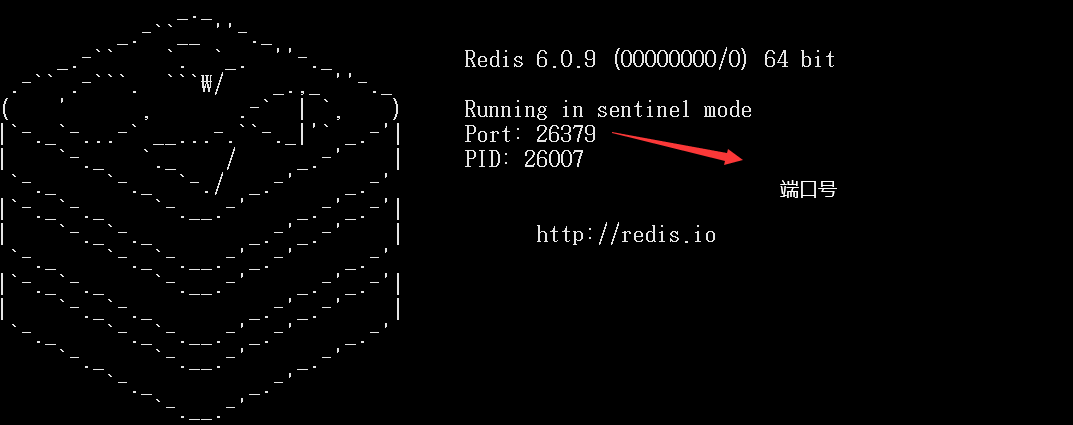 Redis 6.0.9 (00000000/0) 64 bit
Running in sentinel mode
Port: 26379
PID: 26007
端口号
http://redis.io